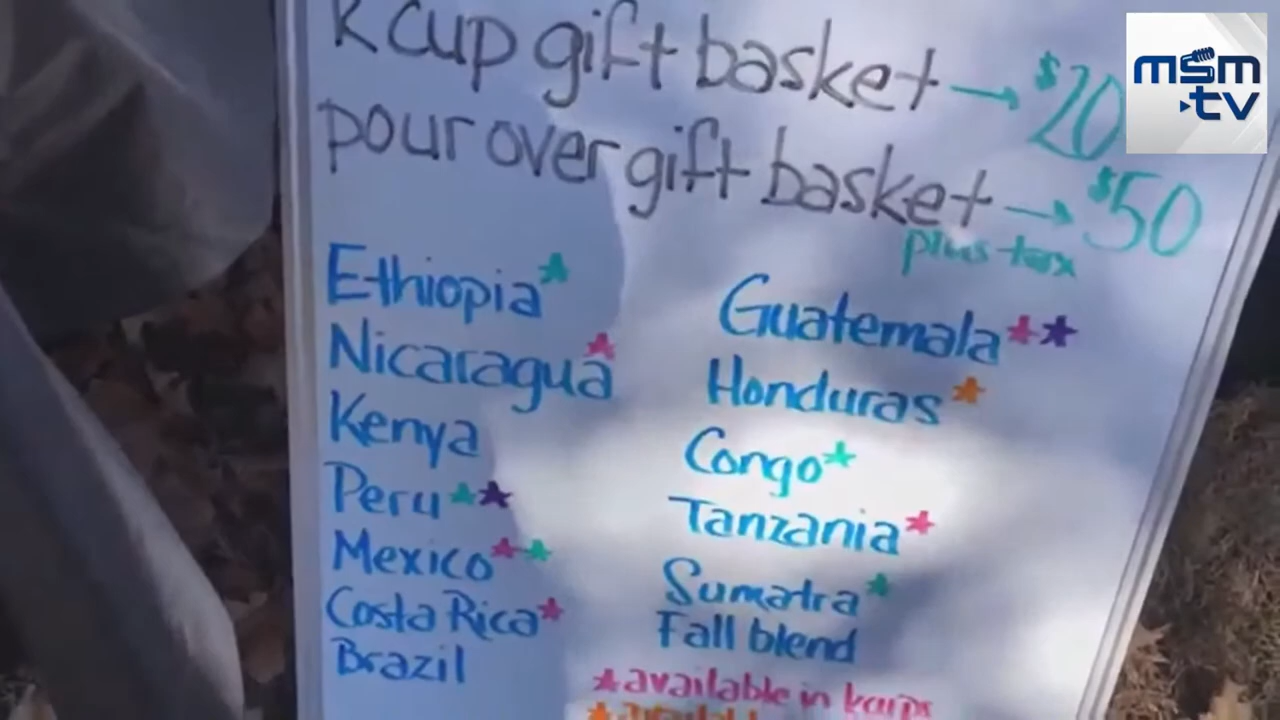 K cup gift basket → $20
pour over gift basket → $50
plus tax
Ethiopia*
Nicaragua*
Kenya
Peru**
Mexico**
Costa Rica*
Brazil
Guatemala**
Honduras*
Congo*
Tanzania*
Sumatra*
Fall blend
*available in kcups
msm
tv